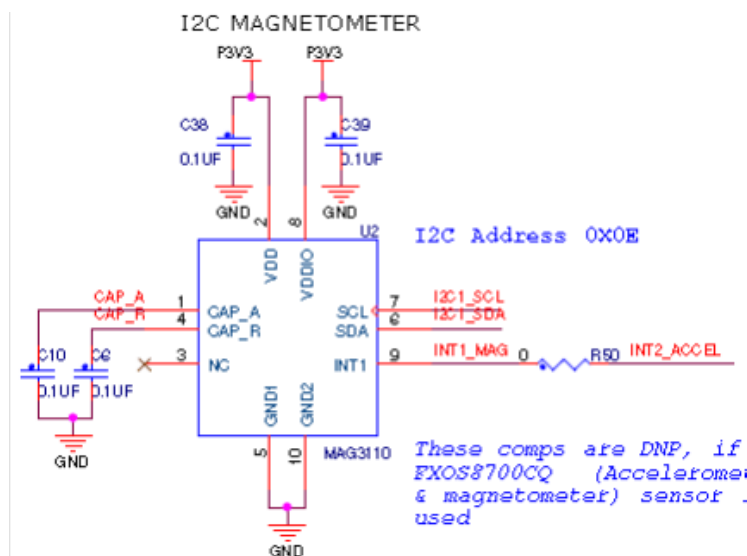 I2C MAGNETOMETER
P3V3 P3V3
C38 C39
0.1UF 0.1UF
GND GND
2 8 U2
I2C Address 0X0E
VDD VDDIO
CAP_A 1 CAP_A SCL 7 I2C1_SCL
CAP_R 4 CAP_R SDA 6 I2C1_SDA
C10 C6 3 NC INT1 9 INT1_MAG 0 R50 INT2_ACCEL
0.1UF 0.1UF
GND1 GND2
GND 5 10 MAG3110
These comps are DNP, if
FXOS8700CQ (Acceleromet
& magnetometer) sensor
used
GND